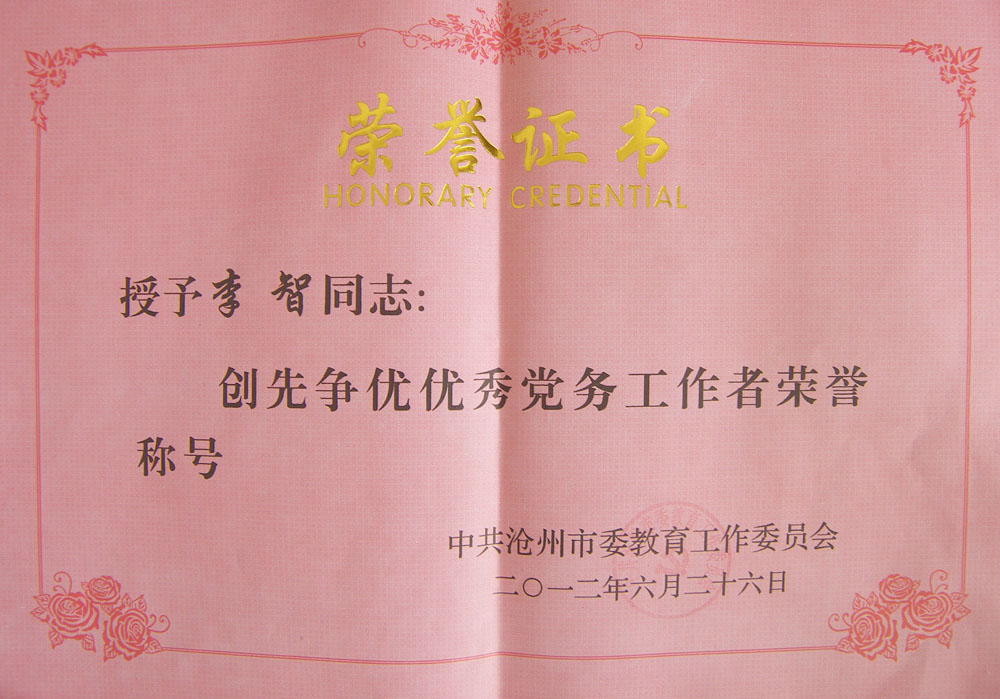 荣誉证书
HONORARY CREDENTIAL
授予李智同志:
创先争优优秀党务工作者荣誉
称号
中共沧州市委教育工作委员会
二〇一二年六月二十六日